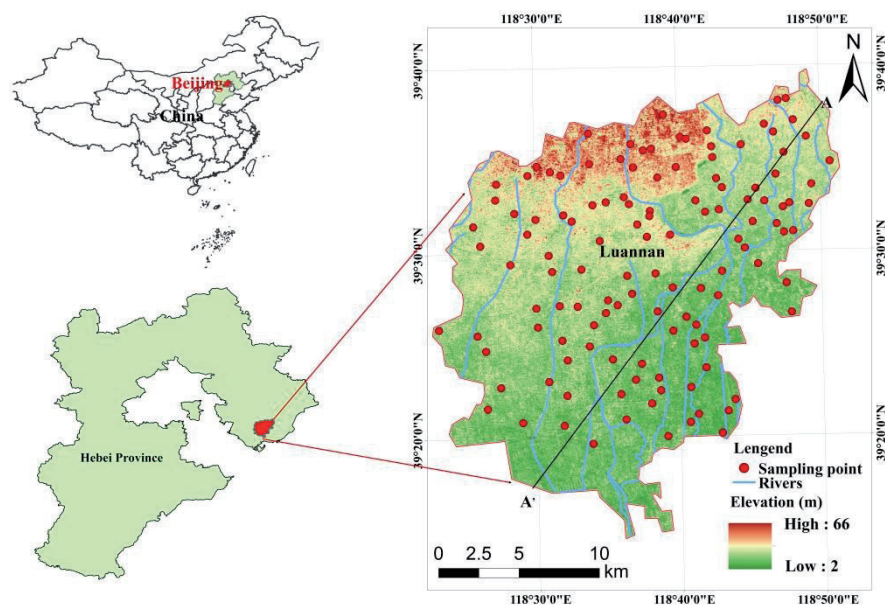 Beijing
China
Hebei Province
118°30'0"E
118°40'0"E
118°50'0"E
N
39°40'0"N
39°40'0"N
A
Luannan
39°30'0"N
39°30'0"N
39°20'0"N
39°20'0"N
A'
Lengend
Sampling point
Rivers
Elevation (m)
High : 66
Low : 2
0 2.5 5 10
km
118°30'0"E
118°40'0"E
118°50'0"E